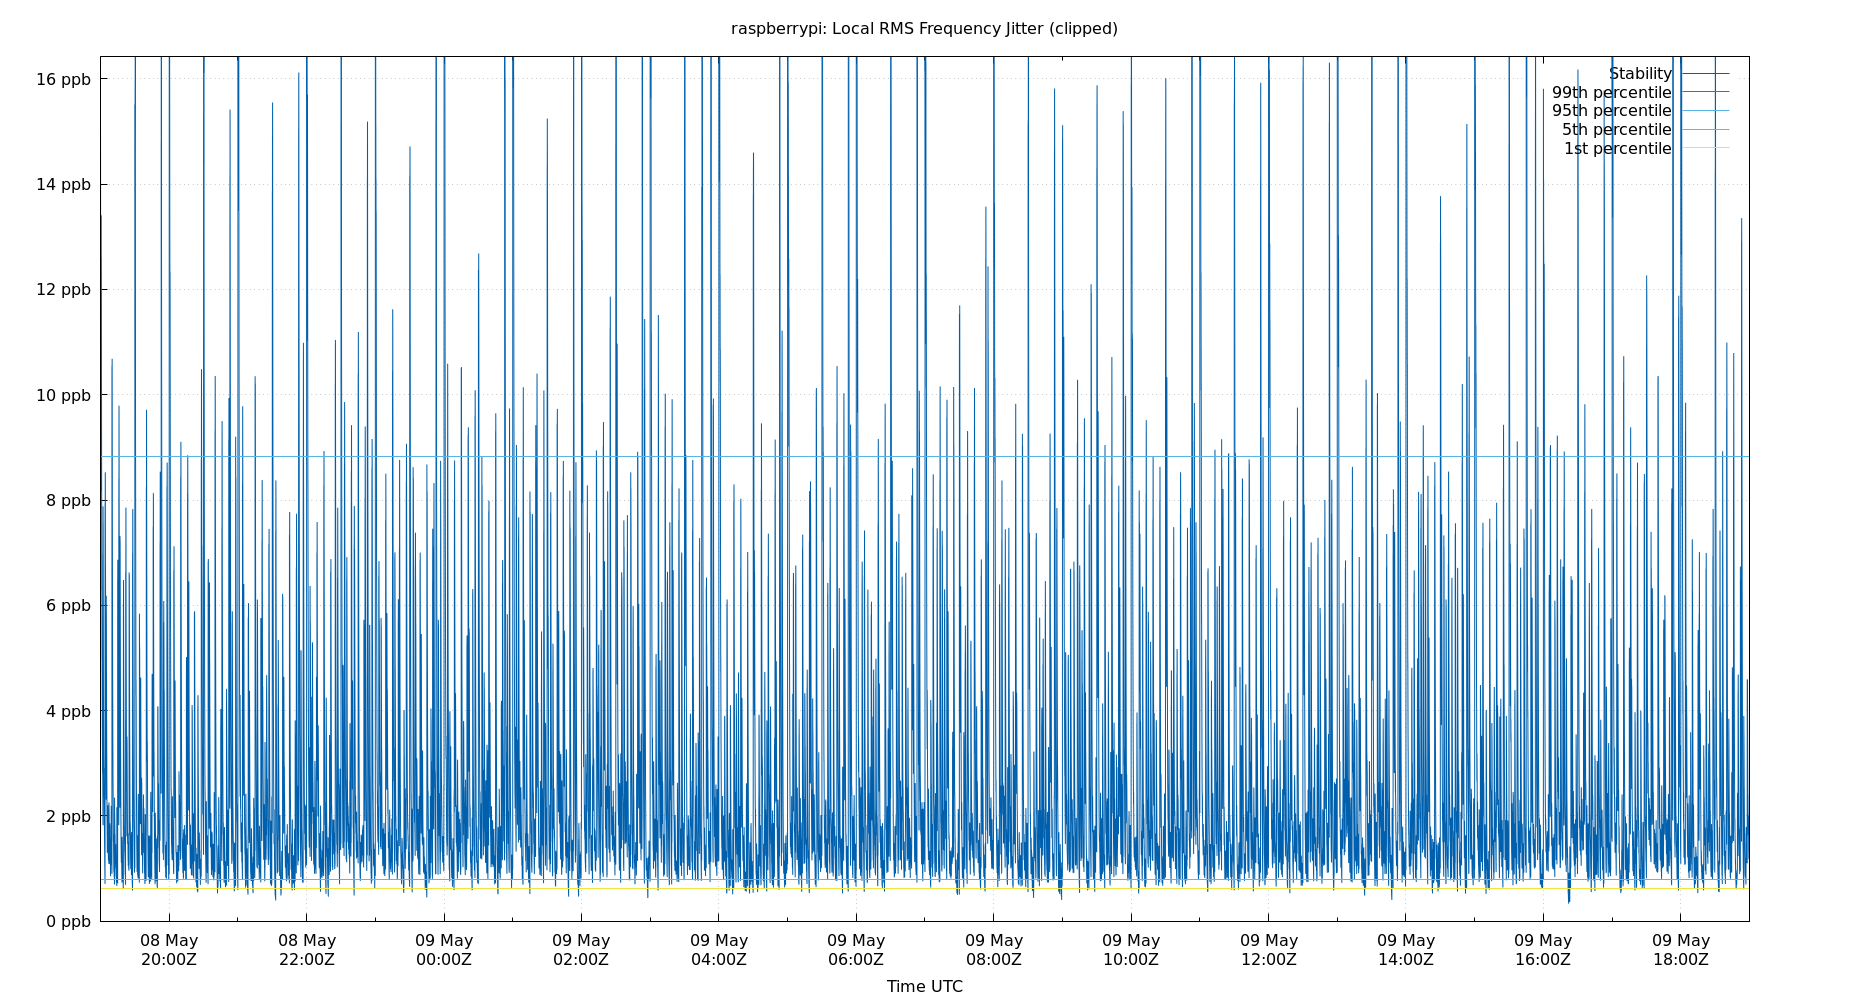 raspberrypi: Local RMS Frequency Jitter (clipped)
16 ppb
14 ppb
12 ppb
10 ppb
8 ppb
6 ppb
4 ppb
2 ppb
0 ppb
Stability
99th percentile
95th percentile
5th percentile
1st percentile
08 May
20:00Z
08 May
22:00Z
09 May
00:00Z
09 May
02:00Z
09 May
04:00Z
09 May
06:00Z
09 May
08:00Z
09 May
10:00Z
09 May
12:00Z
09 May
14:00Z
09 May
16:00Z
09 May
18:00Z
Time UTC